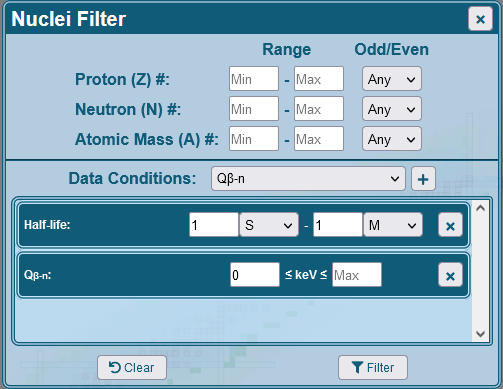 Nuclei Filter ×
Range Odd/Even
Proton (Z) #: Min - Max Any
Neutron (N) #: Min - Max Any
Atomic Mass (A) #: Min - Max Any
Data Conditions: Qβ-n +
Half-life: 1 S - 1 M ×
Qβ-n: 0 ≤ keV ≤ Max ×
Clear Filter